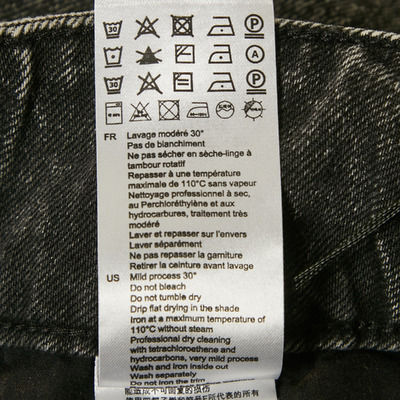 30 P
30 A
30 P
FR Lavage modéré 30°
Pas de blanchiment
Ne pas sécher en sèche-linge à
tambour rotatif
Repasser à une température
maximale de 110°C sans vapeur
Nettoyage professionnel à sec,
au Perchloréthylène et aux
hydrocarbures, traitement très
modéré
Laver et repasser sur l'envers
Laver séparément
Ne pas repasser la garniture
Retirer la ceinture avant lavage
US Mild process 30°
Do not bleach
Do not tumble dry
Drip flat drying in the shade
Iron at a maximum temperature of
110°C without steam
Professional dry cleaning
with tetrachloroethene and
hydrocarbons, very mild process
Wash and iron inside out
Wash separately
Do not iron the trim